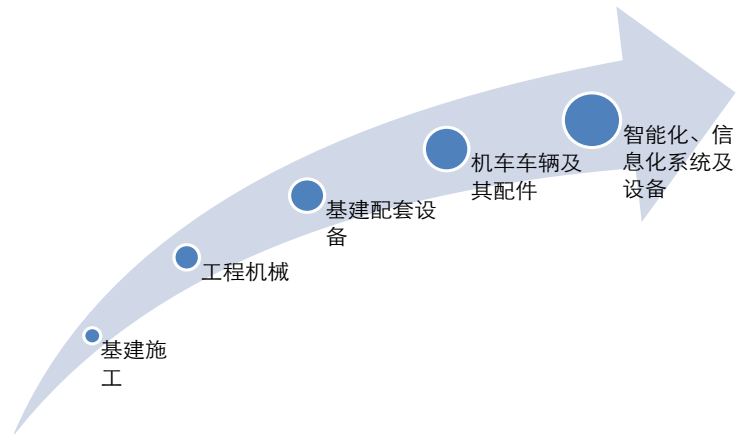 智能化、信
息化系统及
设备
机车车辆及
其配件
基建配套设
备
工程机械
基建施
工